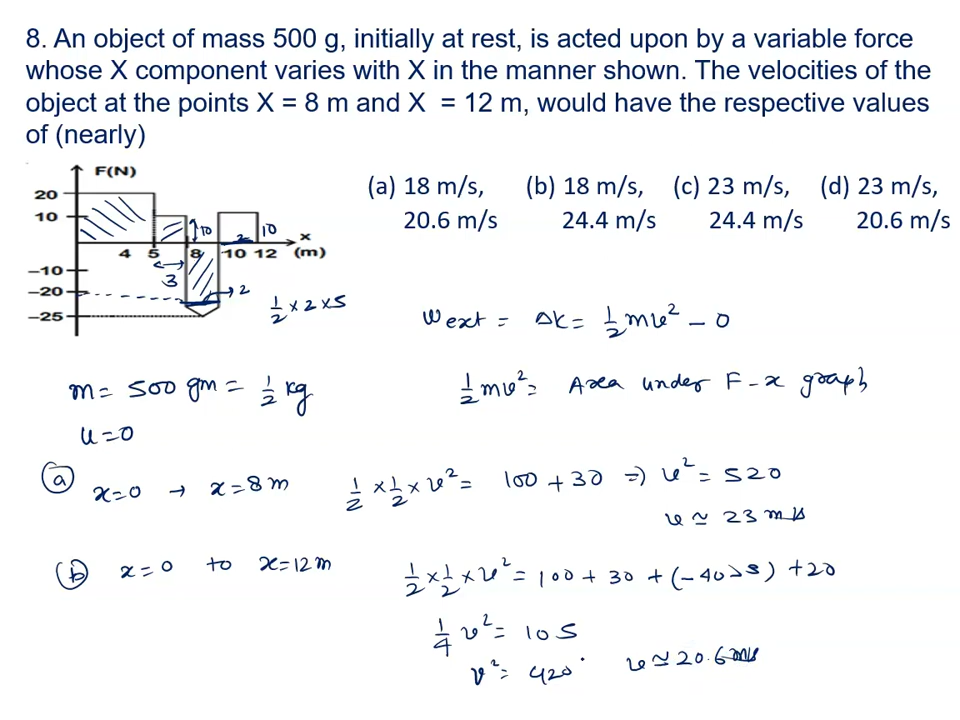 8. An object of mass 500 g, initially at rest, is acted upon by a variable force
whose X component varies with X in the manner shown. The velocities of the
object at the points X = 8 m and X = 12 m, would have the respective values
of (nearly)
F(N)
20
10
-10
-20
-25
4 5 8 10 12 x (m)
10
2
10
3
2
1/2 × 2 × 5
(a) 18 m/s, 20.6 m/s
(b) 18 m/s, 24.4 m/s
(c) 23 m/s, 24.4 m/s
(d) 23 m/s, 20.6 m/s
Wext = ΔK = 1/2 mv² - 0
m = 500 gm = 1/2 kg
1/2 mv² = Area under F-x graph
u=0
(a) x=0 → x=8m 1/2 × 1/2 × v² = 100 + 30 ⇒ v² = 520
v ≃ 23 m/s
(b) x=0 to x=12m 1/2 × 1/2 × v² = 100 + 30 + (-40 ) + 20
1/4 v² = 105
v² = 420 v ≃ 20.6 m/s